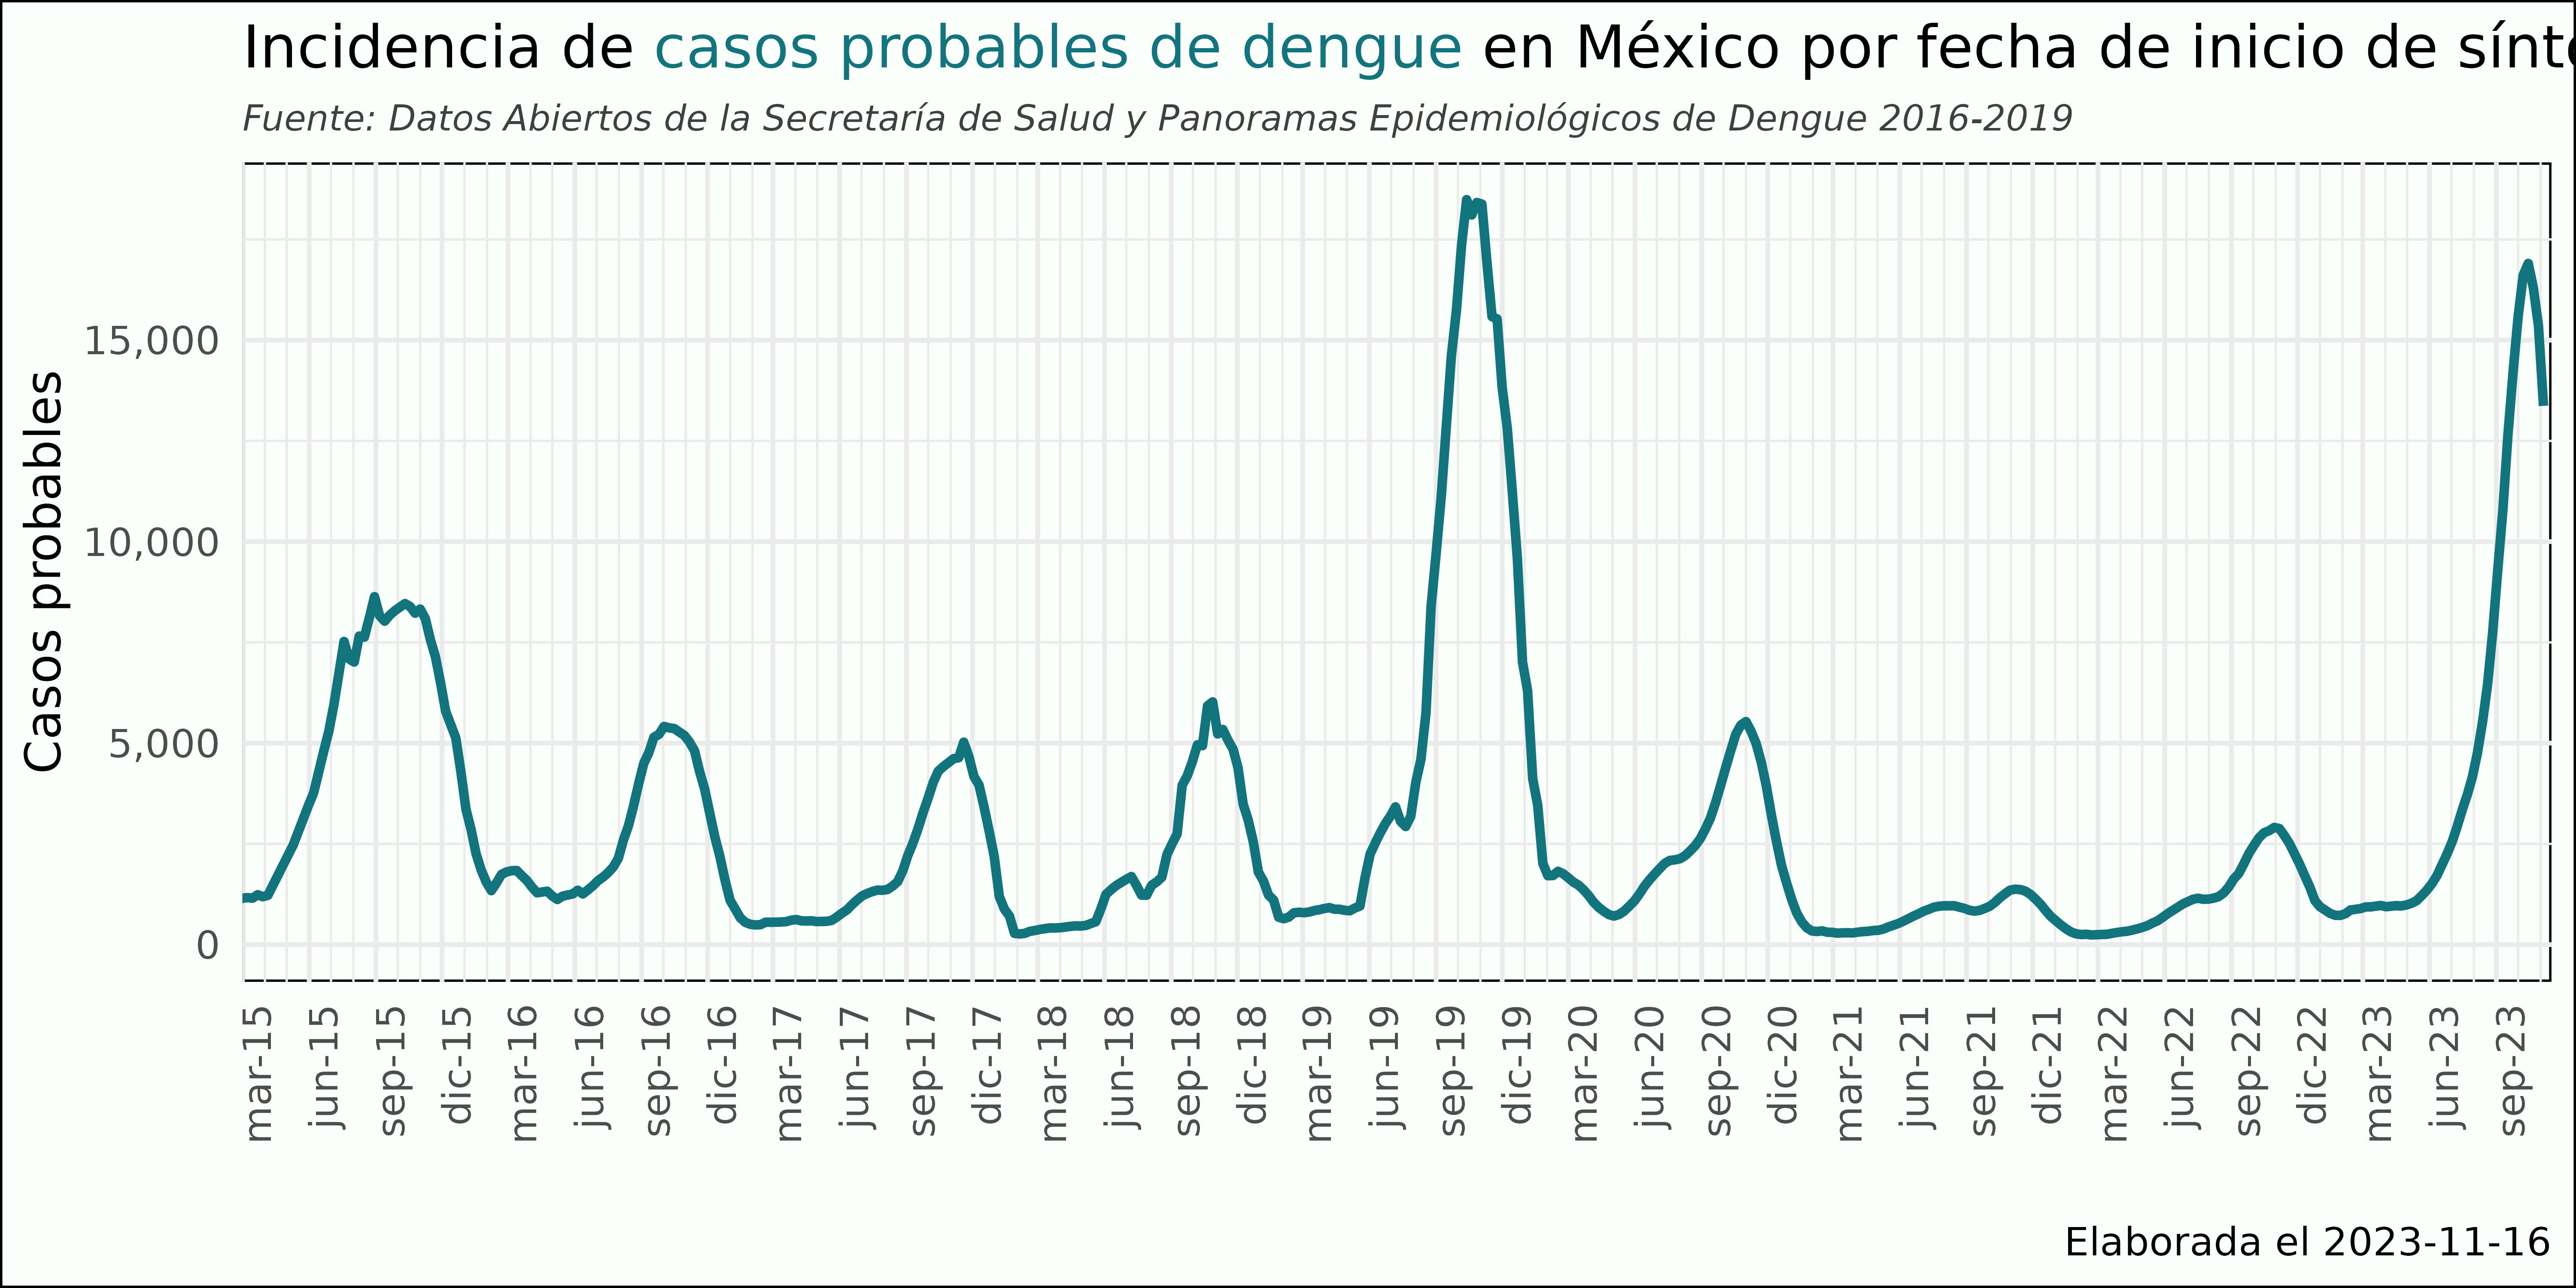 Incidencia de casos probables de dengue en México por fecha de inicio de
Fuente: Datos Abiertos de la Secretaría de Salud y Panoramas Epidemiológicos de Dengue 2016-2019
Casos probables
15,000
10,000
5,000
0
mar-15
jun-15
sep-15
dic-15
mar-16
jun-16
sep-16
dic-16
mar-17
jun-17
sep-17
dic-17
mar-18
jun-18
sep-18
dic-18
mar-19
jun-19
sep-19
dic-19
mar-20
jun-20
sep-20
dic-20
mar-21
jun-21
sep-21
dic-21
mar-22
jun-22
sep-22
dic-22
mar-23
jun-23
sep-23
Elaborada el 2023-11-16